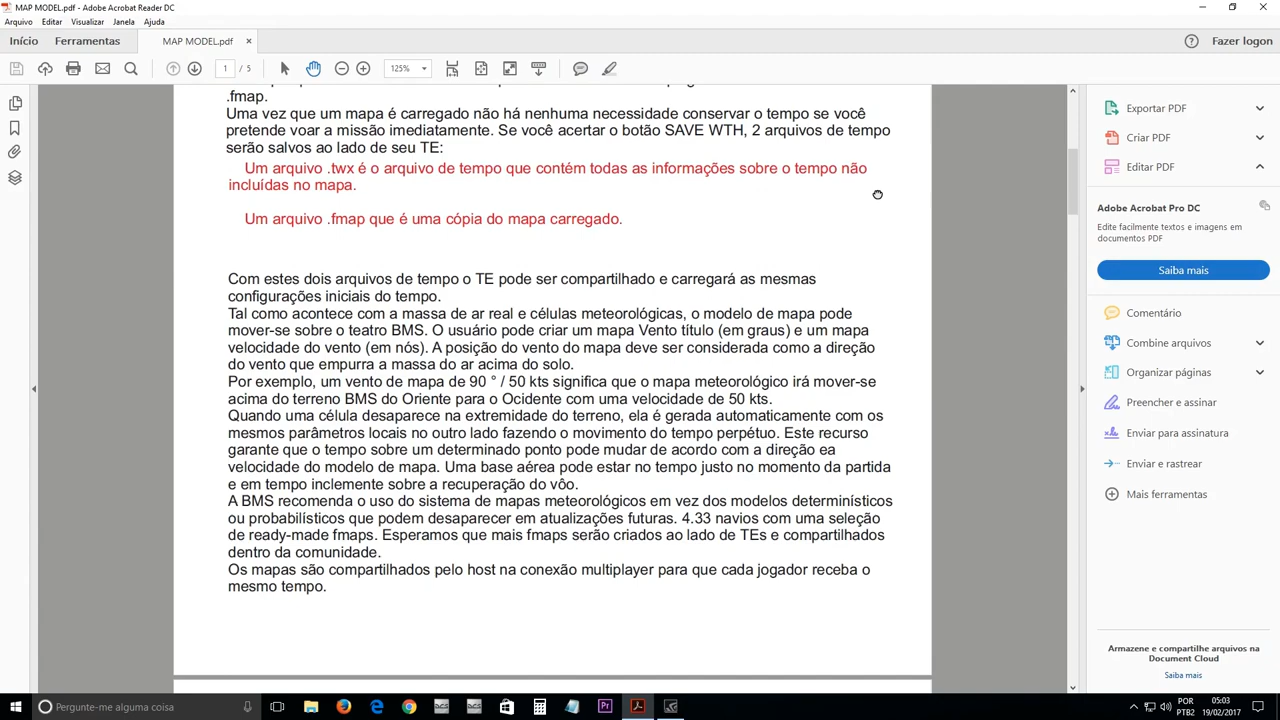 MAP MODEL.pdf - Adobe Acrobat Reader DC
Arquivo Editar Visualizar Janela Ajuda
Início Ferramentas MAP MODEL.pdf × Fazer logon
1 / 5 125%
.fmap.
Uma vez que um mapa é carregado não há nenhuma necessidade conservar o tempo se você
pretende voar a missão imediatamente. Se você acertar o botão SAVE WTH, 2 arquivos de tempo
serão salvos ao lado de seu TE:
Um arquivo .twx é o arquivo de tempo que contém todas as informações sobre o tempo não
incluídas no mapa.
Um arquivo .fmap que é uma cópia do mapa carregado.
Com estes dois arquivos de tempo o TE pode ser compartilhado e carregará as mesmas
configurações iniciais do tempo.
Tal como acontece com a massa de ar real e células meteorológicas, o modelo de mapa pode
mover-se sobre o teatro BMS. O usuário pode criar um mapa Vento título (em graus) e um mapa
velocidade do vento (em nós). A posição do vento do mapa deve ser considerada como a direção
do vento que empurra a massa do ar acima do solo.
Por exemplo, um vento de mapa de 90 ° / 50 kts significa que o mapa meteorológico irá mover-se
acima do terreno BMS do Oriente para o Ocidente com uma velocidade de 50 kts.
Quando uma célula desaparece na extremidade do terreno, ela é gerada automaticamente com os
mesmos parâmetros locais no outro lado fazendo o movimento do tempo perpétuo. Este recurso
garante que o tempo sobre um determinado ponto pode mudar de acordo com a direção ea
velocidade do modelo de mapa. Uma base aérea pode estar no tempo justo no momento da partida
e em tempo inclemente sobre a recuperação do vôo.
A BMS recomenda o uso do sistema de mapas meteorológicos em vez dos modelos determinísticos
ou probabilísticos que podem desaparecer em atualizações futuras. 4.33 navios com uma seleção
de ready-made fmaps. Esperamos que mais fmaps serão criados ao lado de TEs e compartilhados
dentro da comunidade.
Os mapas são compartilhados pelo host na conexão multiplayer para que cada jogador receba o
mesmo tempo.
Exportar PDF
Criar PDF
Editar PDF
Adobe Acrobat Pro DC
Edite facilmente textos e imagens em
documentos PDF
Saiba mais
Comentário
Combine arquivos
Organizar páginas
Preencher e assinar
Enviar para assinatura
Enviar e rastrear
Mais ferramentas
Armazene e compartilhe arquivos na
Document Cloud
Saiba mais
Pergunte-me alguma coisa
Pr
POR
PTB2
05:03
19/02/2017